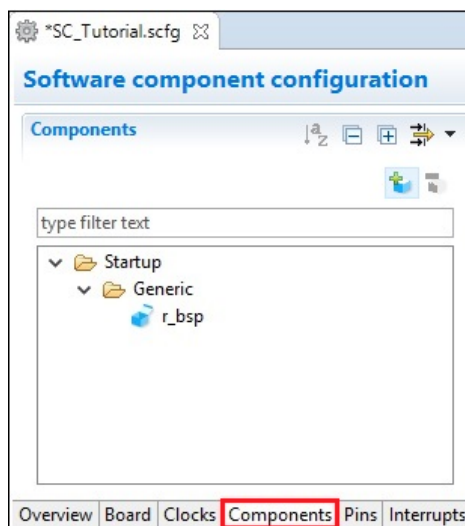 *SC_Tutorial.scfg
Software component configuration
Components
type filter text
Startup
Generic
r_bsp
Overview Board Clocks Components Pins Interrupts